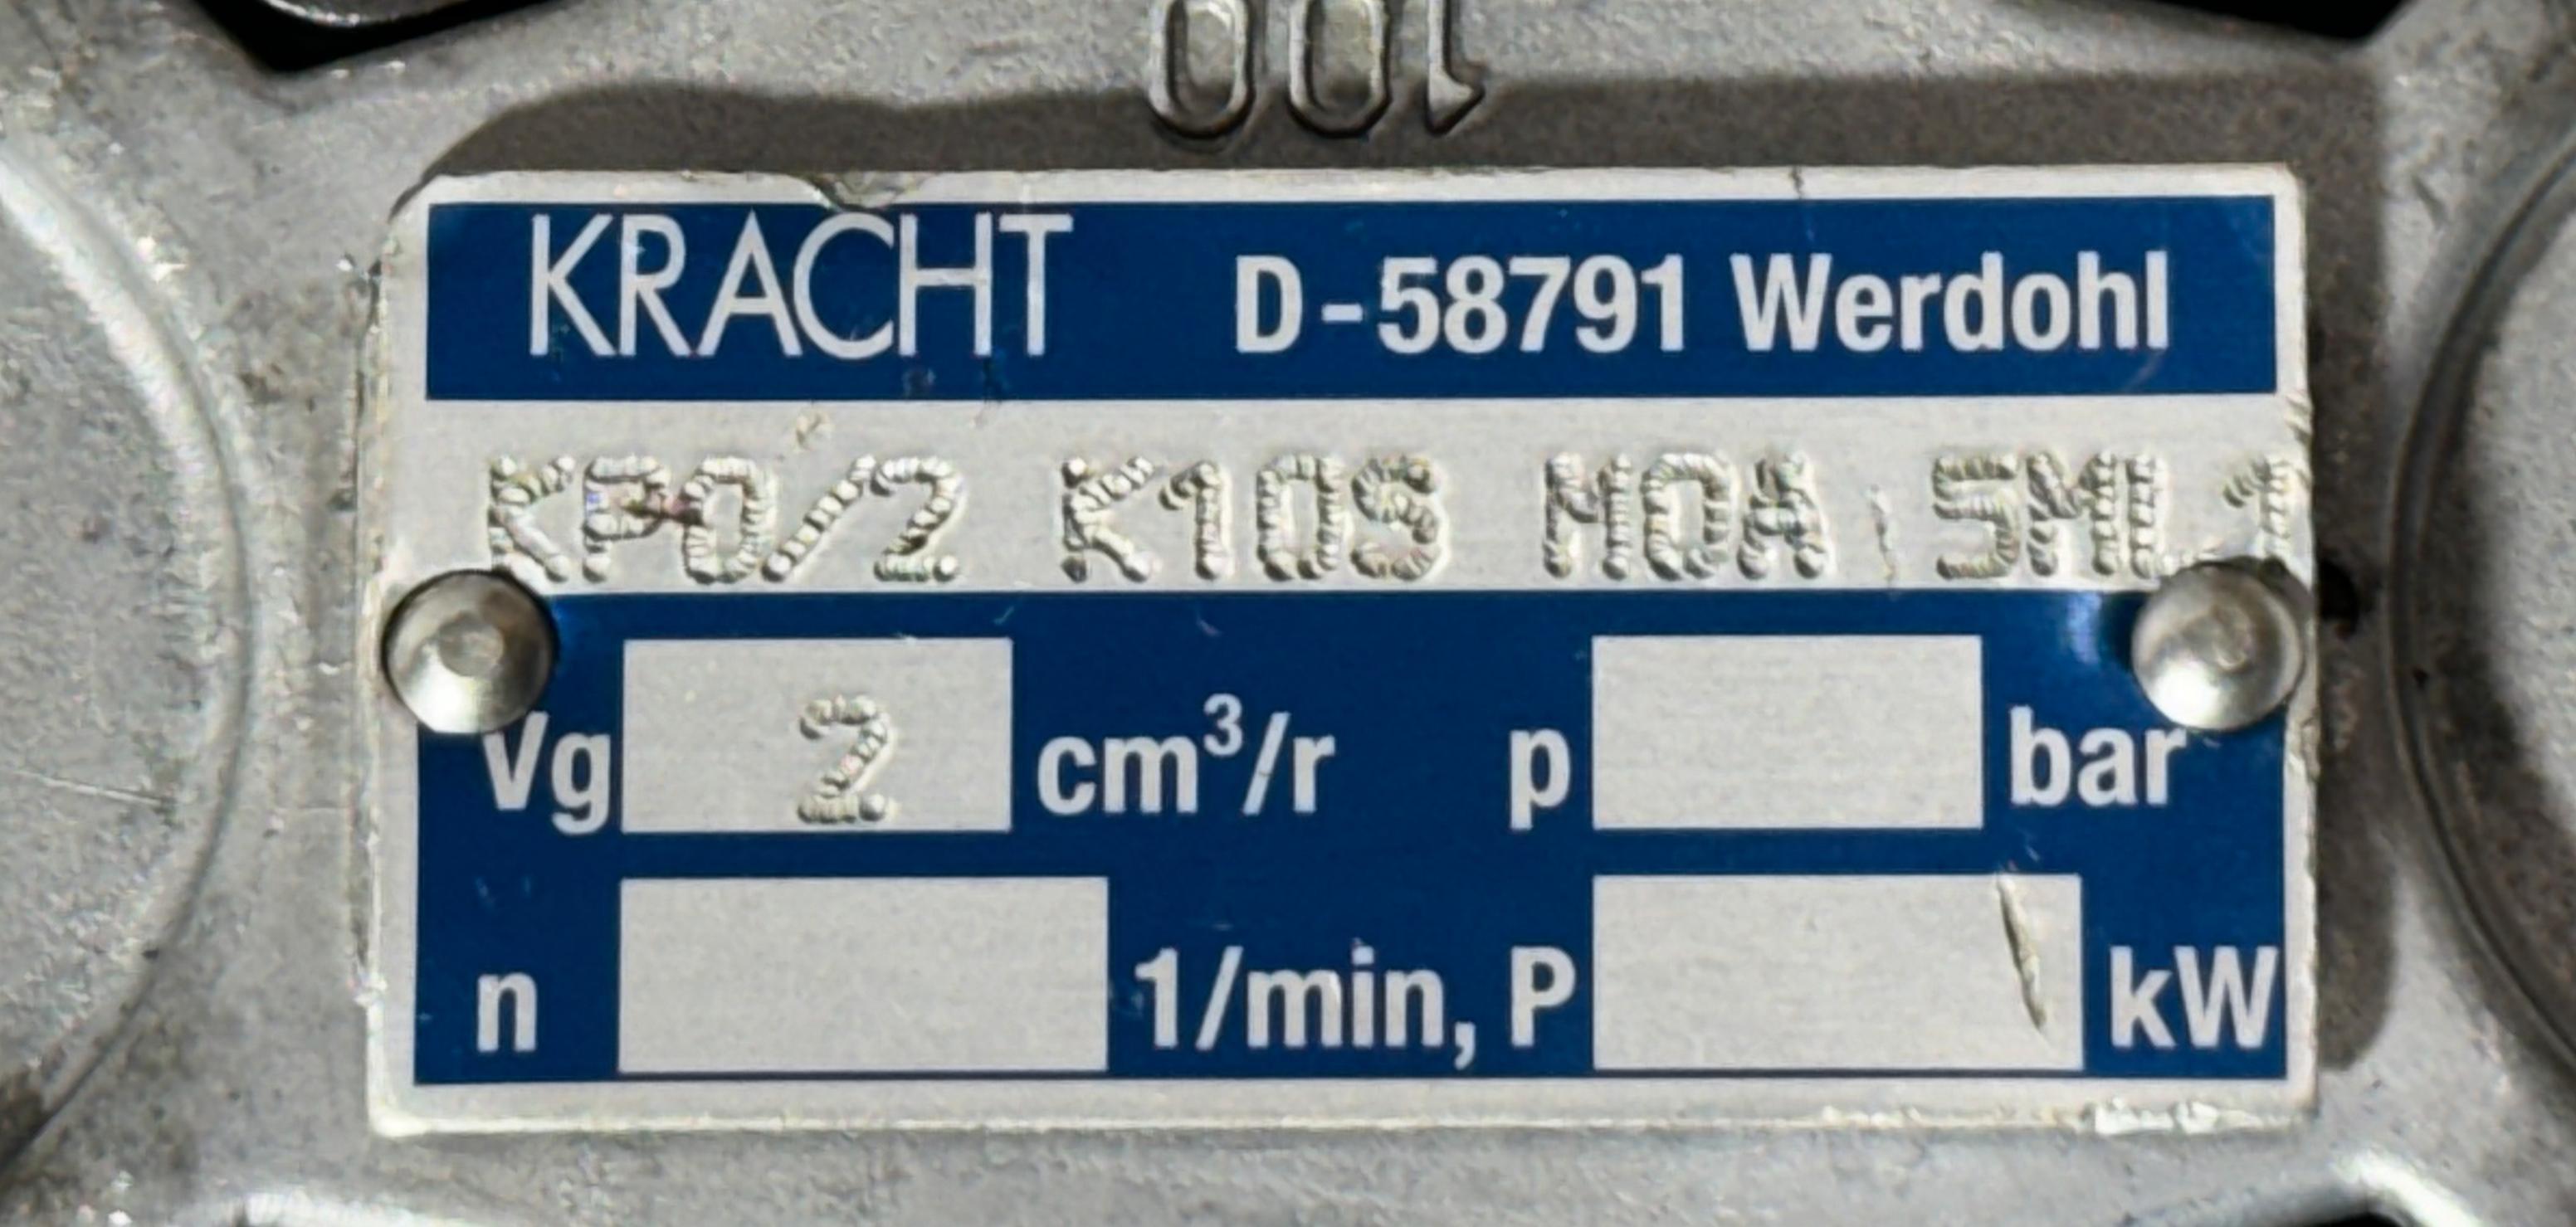 100
KRACHT D-58791 Werdohl
KP0/2 K10S M0A 5ML1
Vg 2 cm³/r p bar
n 1/min, P kW